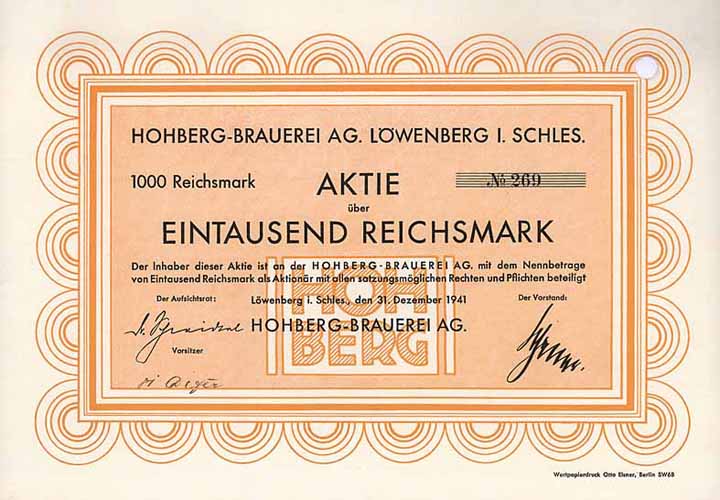 HOHBERG-BRAUEREI AG. LÖWENBERG I. SCHLES.
1000 Reichsmark AKTIE No 269
über
EINTAUSEND REICHSMARK
Der Inhaber dieser Aktie ist an der HOHBERG-BRAUEREI AG. mit dem Nennbetrage
von Eintausend Reichsmark als Aktionär mit allen satzungsmöglichen Rechten und Pflichten beteiligt
Der Aufsichtsrat: Löwenberg i. Schles., den 31. Dezember 1941 Der Vorstand:
HOHBERG-BRAUEREI AG.
Vorsitzer
HOH
BERG
Wertpapierdruck Otto Elsner, Berlin SW68